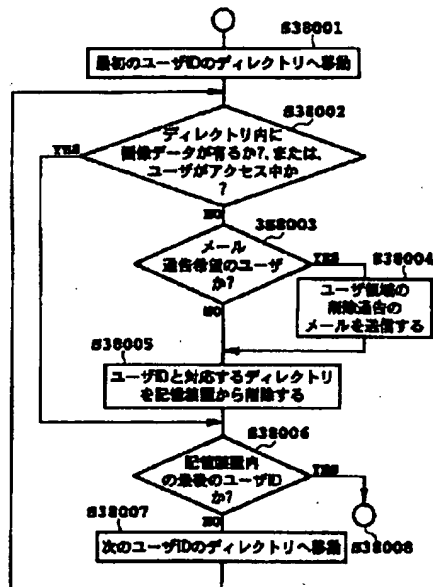 S38001
最初のユーザIDのディレクトリへ移動
S38002
ディレクトリ内に
画像データが有るか?、または、
ユーザがアクセス中か
?
YES
NO
S38003
メール
通告希望のユーザ
か?
YES
S38004
ユーザ領域の
削除通告の
メールを送信する
NO
S38005
ユーザIDと対応するディレクトリ
を記憶装置から削除する
S38006
記憶装置内
の最後のユーザID
か?
YES
NO
S38007
次のユーザIDのディレクトリへ移動
S38008